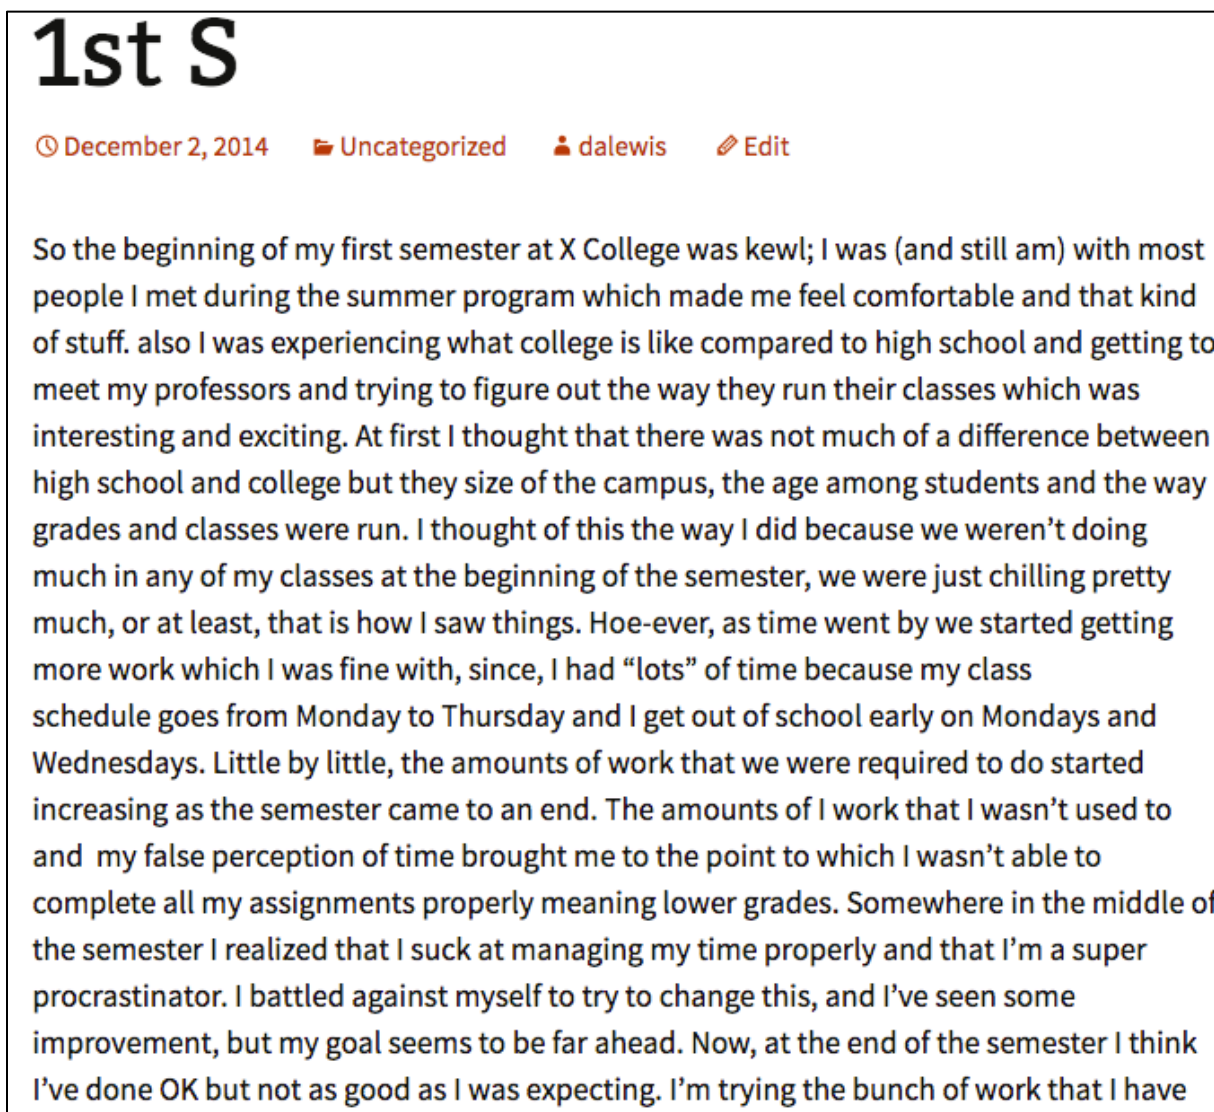 1st S
December 2, 2014 Uncategorized dalewis Edit
So the beginning of my first semester at X College was kewl; I was (and still am) with most
people I met during the summer program which made me feel comfortable and that kind
of stuff. also I was experiencing what college is like compared to high school and getting to
meet my professors and trying to figure out the way they run their classes which was
interesting and exciting. At first I thought that there was not much of a difference between
high school and college but they size of the campus, the age among students and the way
grades and classes were run. I thought of this the way I did because we weren’t doing
much in any of my classes at the beginning of the semester, we were just chilling pretty
much, or at least, that is how I saw things. Hoe-ever, as time went by we started getting
more work which I was fine with, since, I had “lots” of time because my class
schedule goes from Monday to Thursday and I get out of school early on Mondays and
Wednesdays. Little by little, the amounts of work that we were required to do started
increasing as the semester came to an end. The amounts of I work that I wasn’t used to
and  my false perception of time brought me to the point to which I wasn’t able to
complete all my assignments properly meaning lower grades. Somewhere in the middle of
the semester I realized that I suck at managing my time properly and that I’m a super
procrastinator. I battled against myself to try to change this, and I’ve seen some
improvement, but my goal seems to be far ahead. Now, at the end of the semester I think
I’ve done OK but not as good as I was expecting. I’m trying the bunch of work that I have